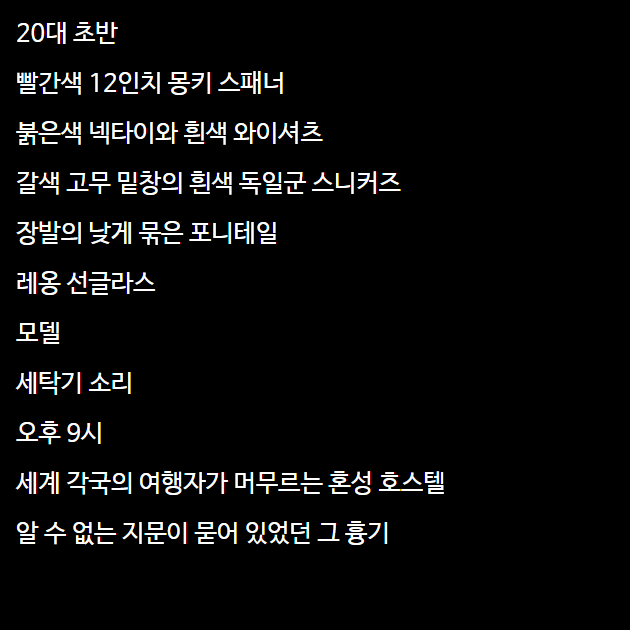 20대 초반
빨간색 12인치 몽키 스패너
붉은색 넥타이와 흰색 와이셔츠
갈색 고무 밑창의 흰색 독일군 스니커즈
장발의 낮게 묶은 포니테일
레옹 선글라스
모델
세탁기 소리
오후 9시
세계 각국의 여행자가 머무르는 혼성 호스텔
알 수 없는 지문이 묻어 있었던 그 흉기